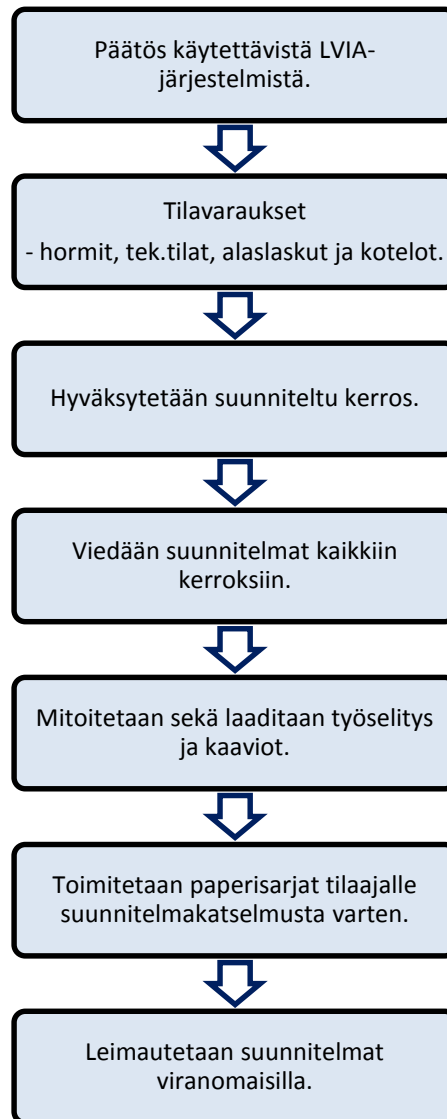 Päätös käytettävistä LVIA-
järjestelmistä.
Tilavaraukset
- hormit, tek.tilat, alaslaskut ja kotelot.
Hyväksytetään suunniteltu kerros.
Viedään suunnitelmat kaikkiin
kerroksiin.
Mitoitetaan sekä laaditaan työselitys
ja kaaviot.
Toimitetaan paperisarjat tilaajalle
suunnitelmakatselmusta varten.
Leimautetaan suunnitelmat
viranomaisilla.